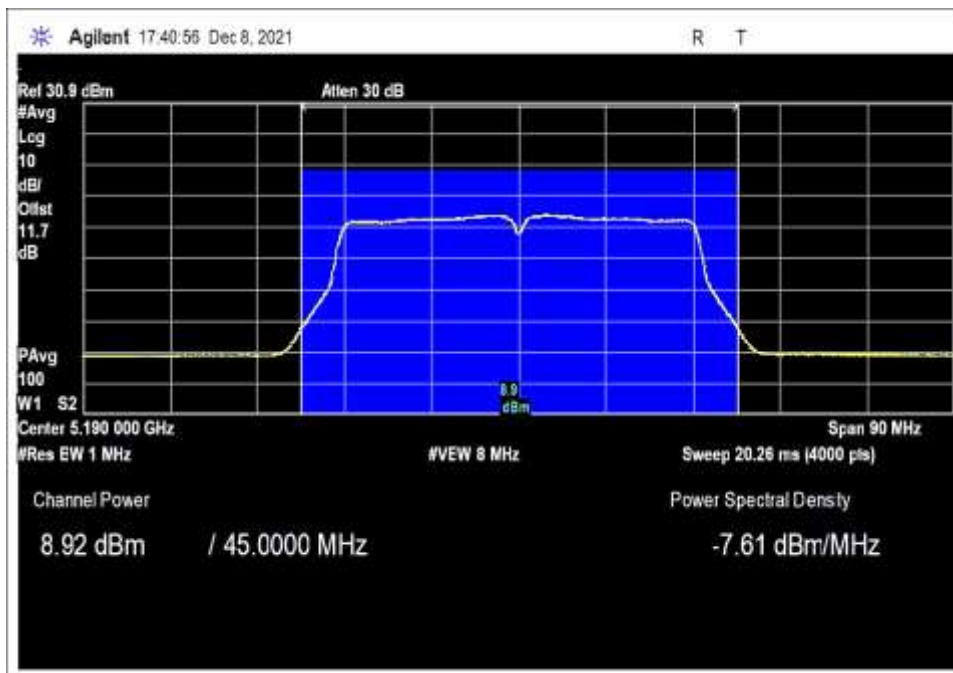 Agilent 17:40:56 Dec 8, 2021 R T
Ref 30.9 dBm Atten 30 dB
#Avg
Log
10
dB/
Offst
11.7
dB
PAvg
100
W1 S2
8.9
dBm
Center 5.190 000 GHz Span 90 MHz
#Res BW 1 MHz #VBW 8 MHz Sweep 20.26 ms (4000 pts)
Channel Power Power Spectral Density
8.92 dBm / 45.0000 MHz -7.61 dBm/MHz